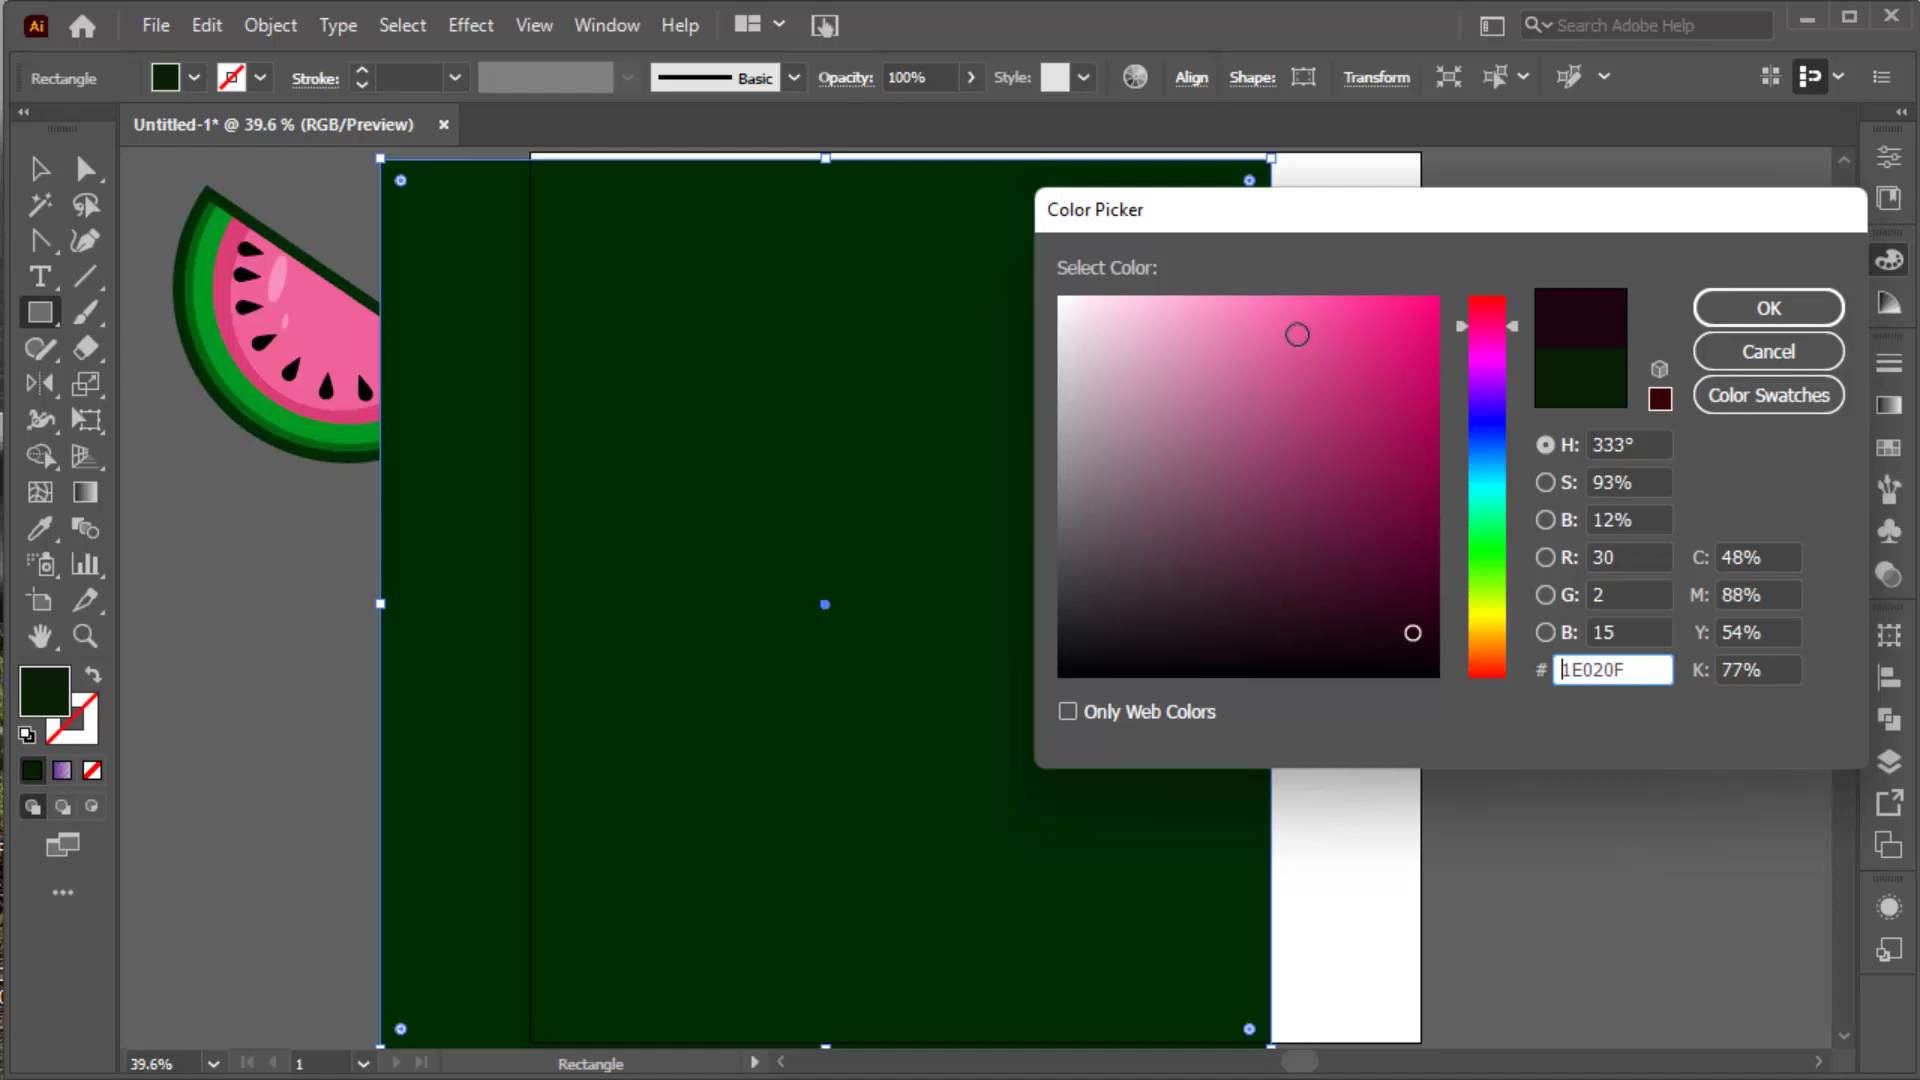 Ai File Edit Object Type Select Effect View Window Help Search Adobe Help
Rectangle Stroke: Basic Opacity: 100% Style: Align Shape: Transform
Untitled-1* @ 39.6 % (RGB/Preview) ×
Color Picker
Select Color:
OK
Cancel
Color Swatches
H: 333°
S: 93%
B: 12%
R: 30 C: 48%
G: 2 M: 88%
B: 15 Y: 54%
# 1E020F K: 77%
Only Web Colors
39.6% 1 Rectangle